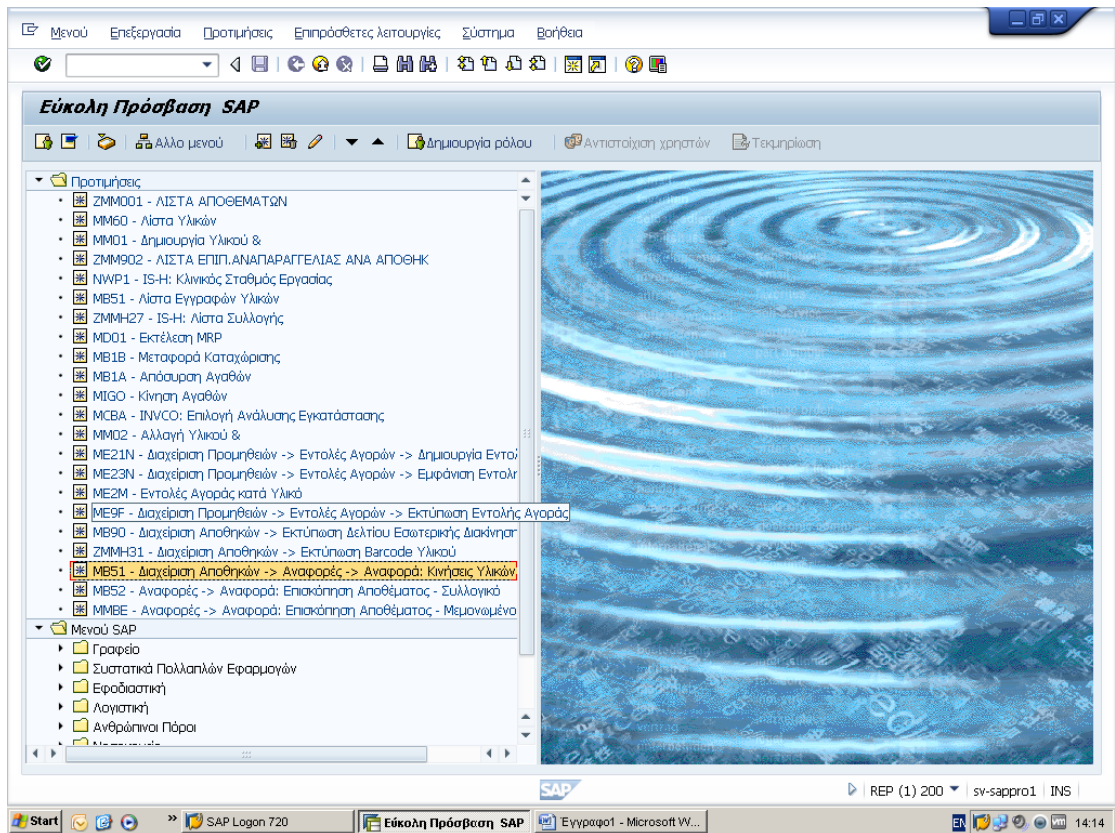 Μενού Επεξεργασία Προτιμήσεις Επιπρόσθετες λειτουργίες Σύστημα Βοήθεια
Εύκολη Πρόσβαση SAP
Άλλο μενού Δημιουργία ρόλου Αντιστοίχιση χρηστών Τεκμηρίωση
Προτιμήσεις
ZMM001 - ΛΙΣΤΑ ΑΠΟΘΕΜΑΤΩΝ
MM60 - Λίστα Υλικών
MM01 - Δημιουργία Υλικού &
ZMM902 - ΛΙΣΤΑ ΕΠΙΠ.ΑΝΑΠΑΡΑΓΓΕΛΙΑΣ ΑΝΑ ΑΠΟΘΗΚ
NWP1 - IS-H: Κλινικός Σταθμός Εργασίας
MB51 - Λίστα Εγγραφών Υλικών
ZMMH27 - IS-H: Λίστα Συλλογής
MD01 - Εκτέλεση MRP
MB1B - Μεταφορά Καταχώρισης
MB1A - Απόσυρση Αγαθών
MIGO - Κίνηση Αγαθών
MCBA - INVCO: Επιλογή Ανάλυσης Εγκατάστασης
MM02 - Αλλαγή Υλικού &
ME21N - Διαχείριση Προμηθειών -> Εντολές Αγορών -> Δημιουργία Εντολ
ME23N - Διαχείριση Προμηθειών -> Εντολές Αγορών -> Εμφάνιση Εντολ
ME2M - Εντολές Αγοράς κατά Υλικό
ME9F - Διαχείριση Προμηθειών -> Εντολές Αγορών -> Εκτύπωση Εντολής Αγοράς
MB90 - Διαχείριση Αποθηκών -> Εκτύπωση Δελτίου Εσωτερικής Διακίνησ
ZMMH31 - Διαχείριση Αποθηκών -> Εκτύπωση Barcode Υλικού
MB51 - Διαχείριση Αποθηκών -> Αναφορές -> Αναφορά: Κινήσεις Υλικών
MB52 - Αναφορές -> Αναφορά: Επισκόπηση Αποθέματος - Συλλογικό
MMBE - Αναφορές -> Αναφορά: Επισκόπηση Αποθέματος - Μεμονωμένο
Μενού SAP
Γραφείο
Συστατικά Πολλαπλών Εφαρμογών
Εφοδιαστική
Λογιστική
Ανθρώπινοι Πόροι
SAP REP (1) 200 sv-sappro1 INS
Start SAP Logon 720 Εύκολη Πρόσβαση SAP Έγγραφο1 - Microsoft W... EN 14:14